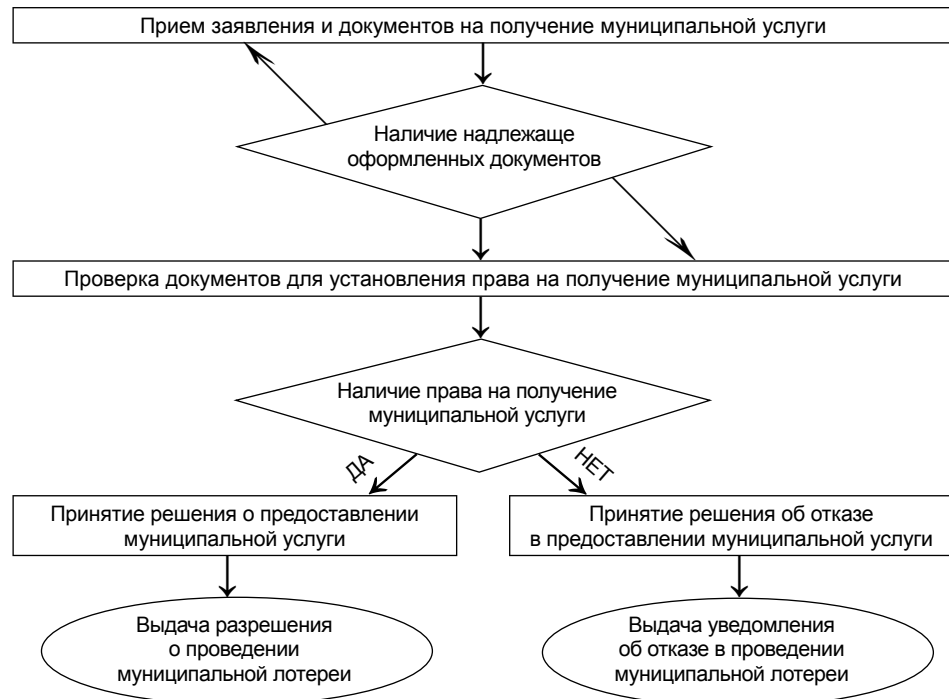 Прием заявления и документов на получение муниципальной услуги
Наличие надлежаще
оформленных документов
Проверка документов для установления права на получение муниципальной услуги
Наличие права на получение
муниципальной услуги
ДА
НЕТ
Принятие решения о предоставлении
муниципальной услуги
Принятие решения об отказе
в предоставлении муниципальной услуги
Выдача разрешения
о проведении
муниципальной лотереи
Выдача уведомления
об отказе в проведении
муниципальной лотереи